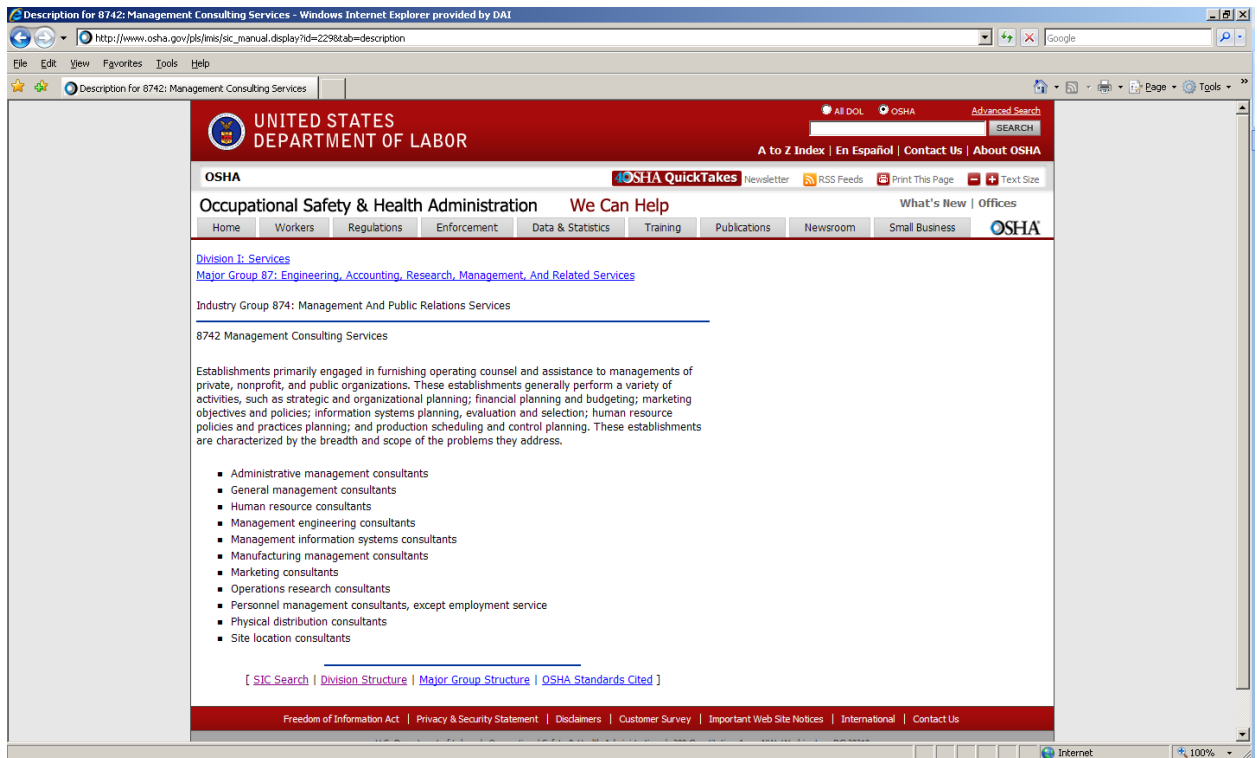 Description for 8742: Management Consulting Services - Windows Internet Explorer provided by DAI
http://www.osha.gov/pls/imis/sic_manual.display?id=229&tab=description
Google
File Edit View Favorites Tools Help
Description for 8742: Management Consulting Services
Page Tools
UNITED STATES
DEPARTMENT OF LABOR
All DOL OSHA Advanced Search
SEARCH
A to Z Index | En Español | Contact Us | About OSHA
OSHA
OSHA QuickTakes Newsletter RSS Feeds Print This Page Text Size
Occupational Safety & Health Administration We Can Help
What's New | Offices
Home Workers Regulations Enforcement Data & Statistics Training Publications Newsroom Small Business OSHA
Division I: Services
Major Group 87: Engineering, Accounting, Research, Management, And Related Services
Industry Group 874: Management And Public Relations Services
8742 Management Consulting Services
Establishments primarily engaged in furnishing operating counsel and assistance to managements of
private, nonprofit, and public organizations. These establishments generally perform a variety of
activities, such as strategic and organizational planning; financial planning and budgeting; marketing
objectives and policies; information systems planning, evaluation and selection; human resource
policies and practices planning; and production scheduling and control planning. These establishments
are characterized by the breadth and scope of the problems they address.
Administrative management consultants
General management consultants
Human resource consultants
Management engineering consultants
Management information systems consultants
Manufacturing management consultants
Marketing consultants
Operations research consultants
Personnel management consultants, except employment service
Physical distribution consultants
Site location consultants
[ SIC Search | Division Structure | Major Group Structure | OSHA Standards Cited ]
Freedom of Information Act | Privacy & Security Statement | Disclaimers | Customer Survey | Important Web Site Notices | International | Contact Us
Internet
100%